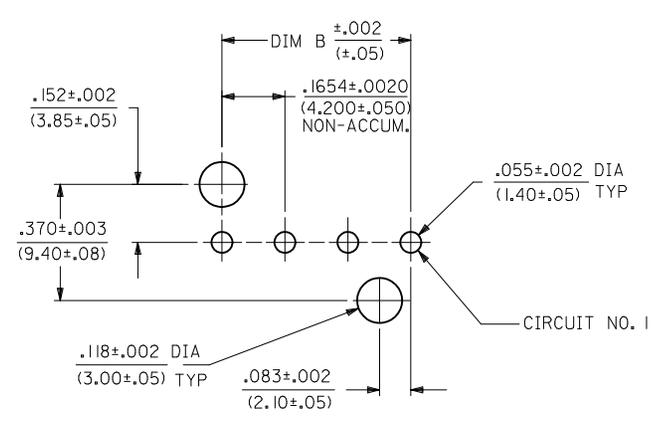 DIM B ±.002
(±.05)
.152±.002
(3.85±.05)
.1654±.0020
(4.200±.050)
NON-ACCUM.
.055±.002 DIA
(1.40±.05) TYP
.370±.003
(9.40±.08)
CIRCUIT NO. 1
.118±.002 DIA
(3.00±.05) TYP
.083±.002
(2.10±.05)